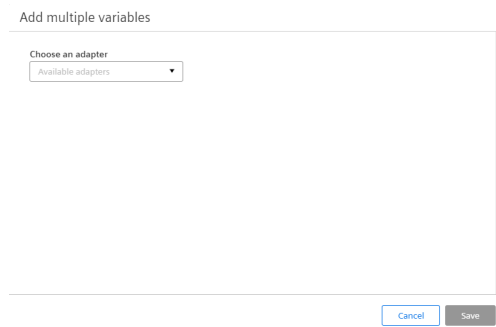 Add multiple variables
Choose an adapter
Available adapters
Cancel
Save